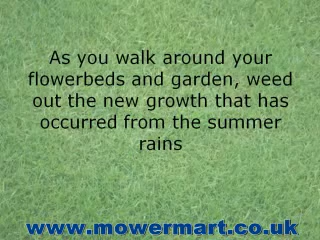 As you walk around your
flowerbeds and garden, weed
out the new growth that has
occurred from the summer
rains
www.mowermart.co.uk